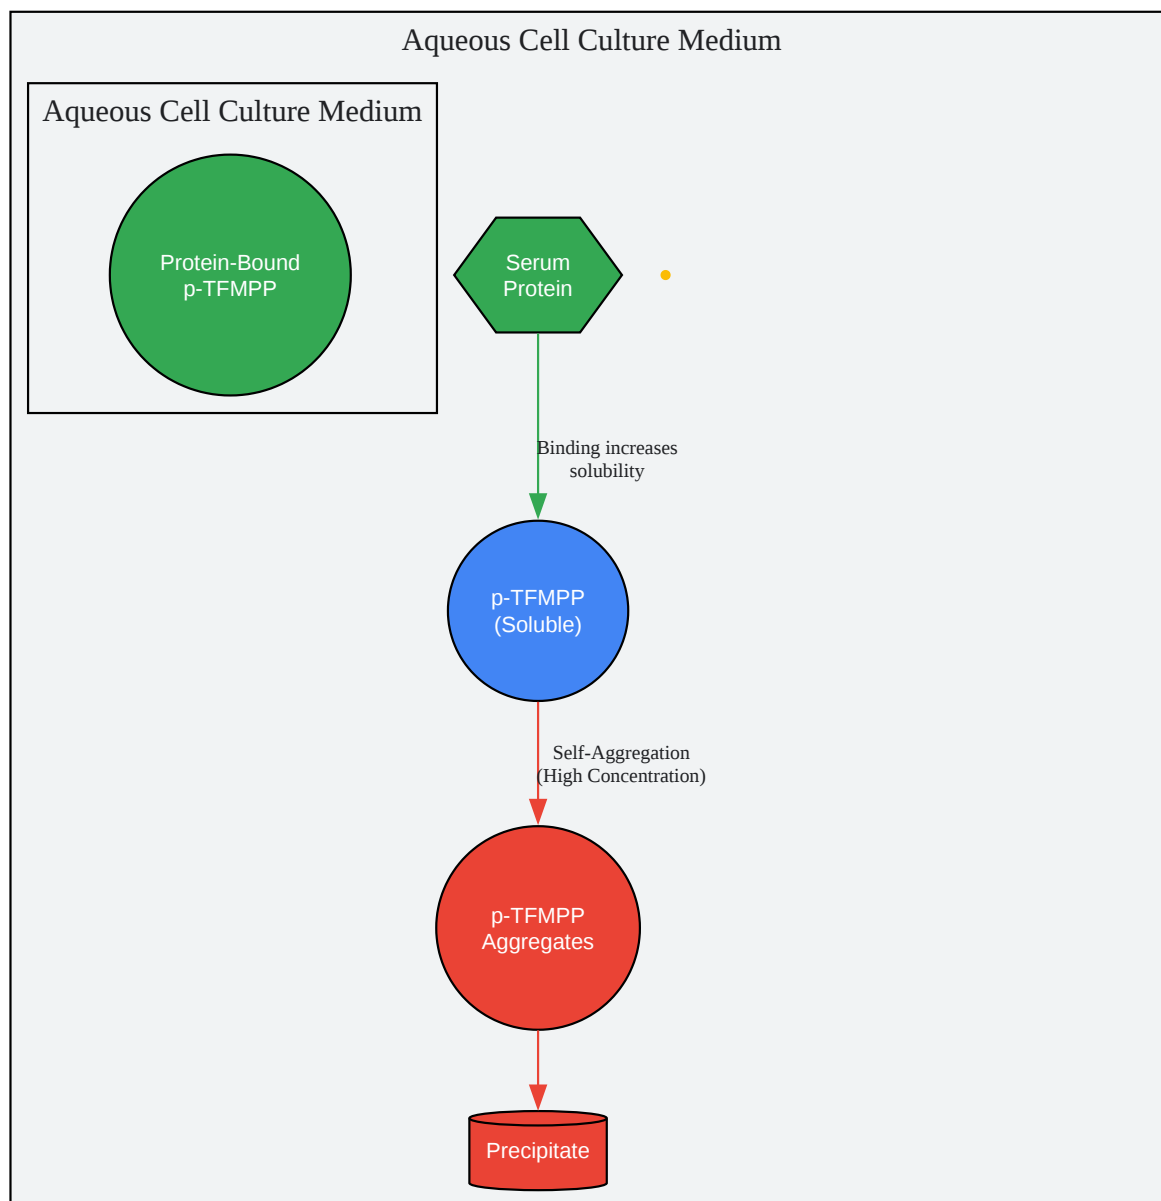 Aqueous Cell Culture Medium
Aqueous Cell Culture Medium
Protein-Bound
p-TFMPP
Serum
Protein
Binding increases
solubility
p-TFMPP
(Soluble)
Self-Aggregation
(High Concentration)
p-TFMPP
Aggregates
Precipitate